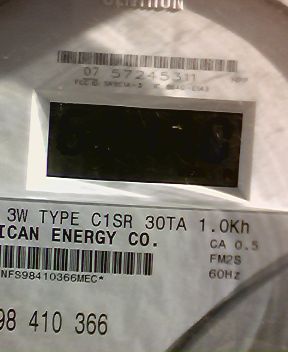 CENTRON
07 57245311
3W TYPE C1SR 30TA 1.0Kh
ICAN ENERGY CO.
CA 0.5
FM2S
NFS98410366MEC*
60Hz
98 410 366